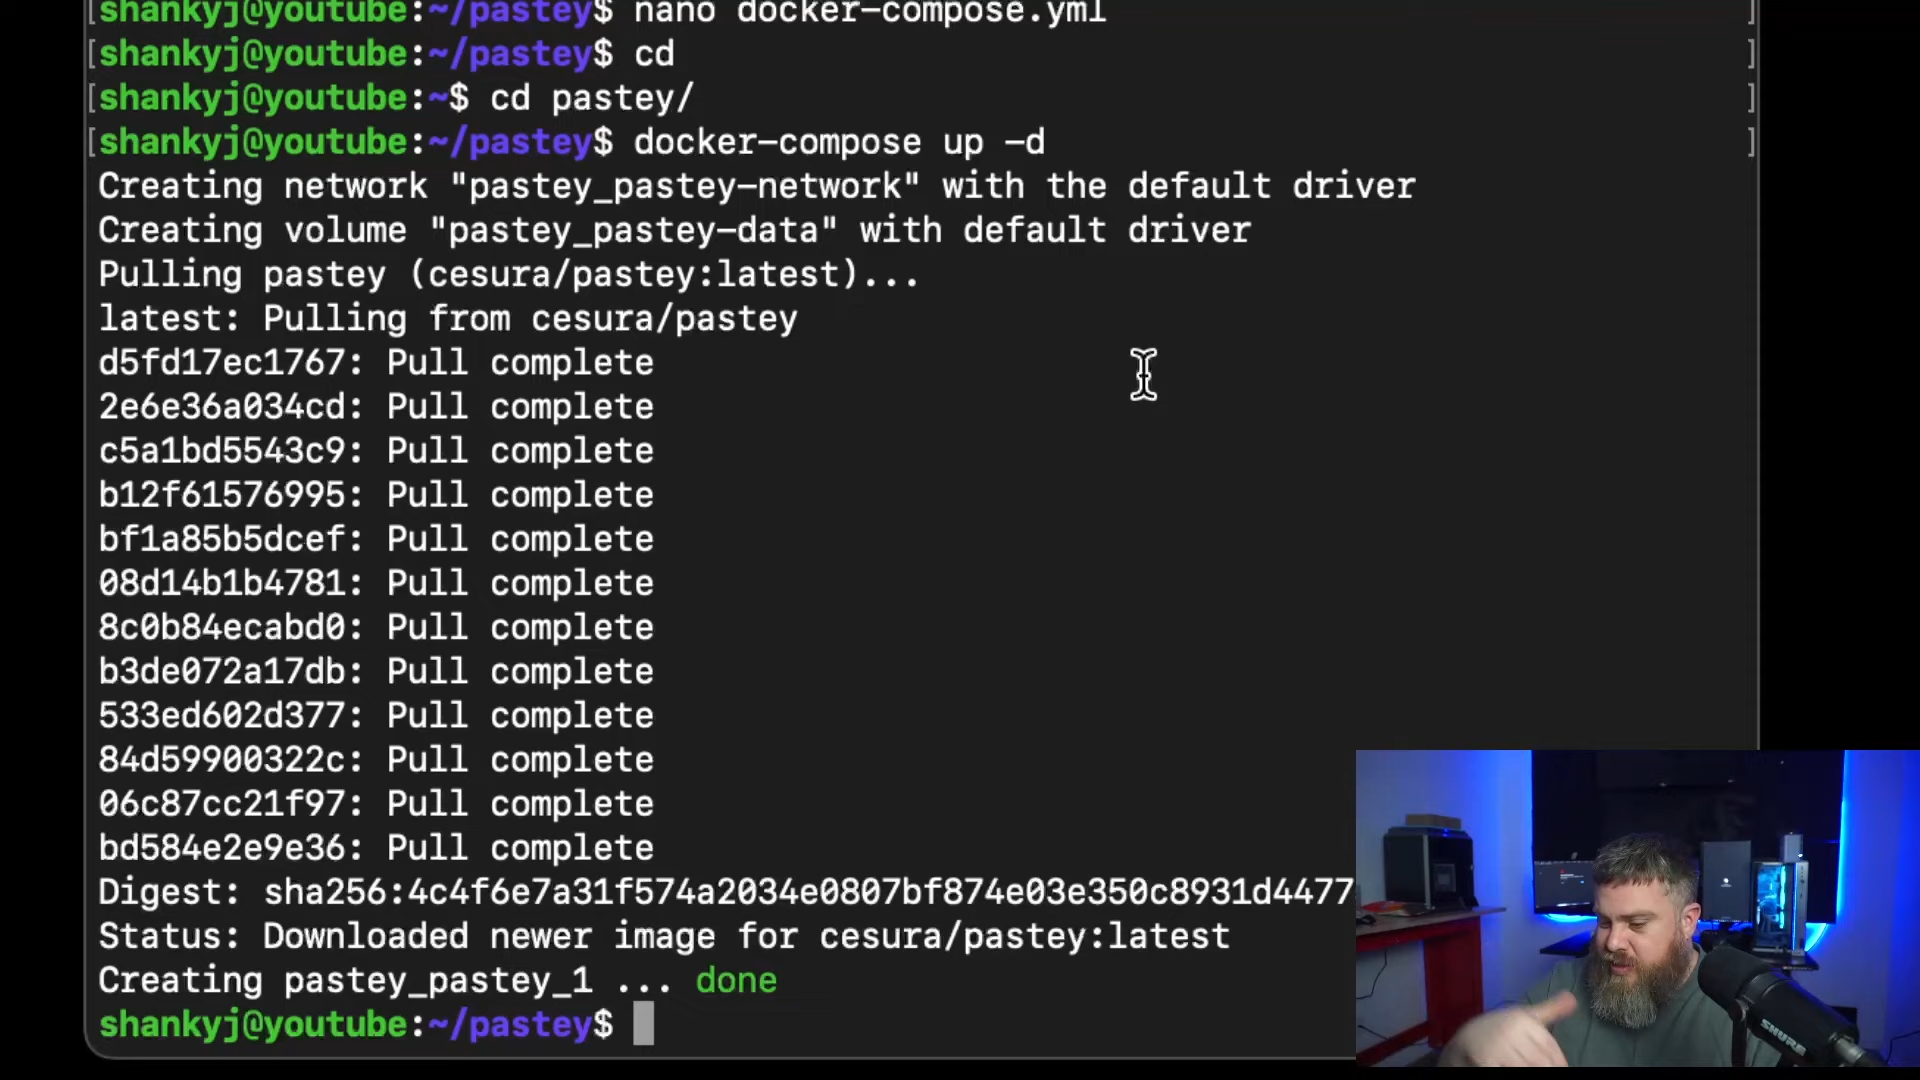 [shankyj@youtube:~/pastey$ nano docker-compose.yml ]
[shankyj@youtube:~/pastey$ cd ]
[shankyj@youtube:~$ cd pastey/ ]
[shankyj@youtube:~/pastey$ docker-compose up -d ]
Creating network "pastey_pastey-network" with the default driver
Creating volume "pastey_pastey-data" with default driver
Pulling pastey (cesura/pastey:latest)...
latest: Pulling from cesura/pastey
d5fd17ec1767: Pull complete
2e6e36a034cd: Pull complete
c5a1bd5543c9: Pull complete
b12f61576995: Pull complete
bf1a85b5dcef: Pull complete
08d14b1b4781: Pull complete
8c0b84ecabd0: Pull complete
b3de072a17db: Pull complete
533ed602d377: Pull complete
84d59900322c: Pull complete
06c87cc21f97: Pull complete
bd584e2e9e36: Pull complete
Digest: sha256:4c4f6e7a31f574a2034e0807bf874e03e350c8931d4477
Status: Downloaded newer image for cesura/pastey:latest
Creating pastey_pastey_1 ... done
shankyj@youtube:~/pastey$
SHURE